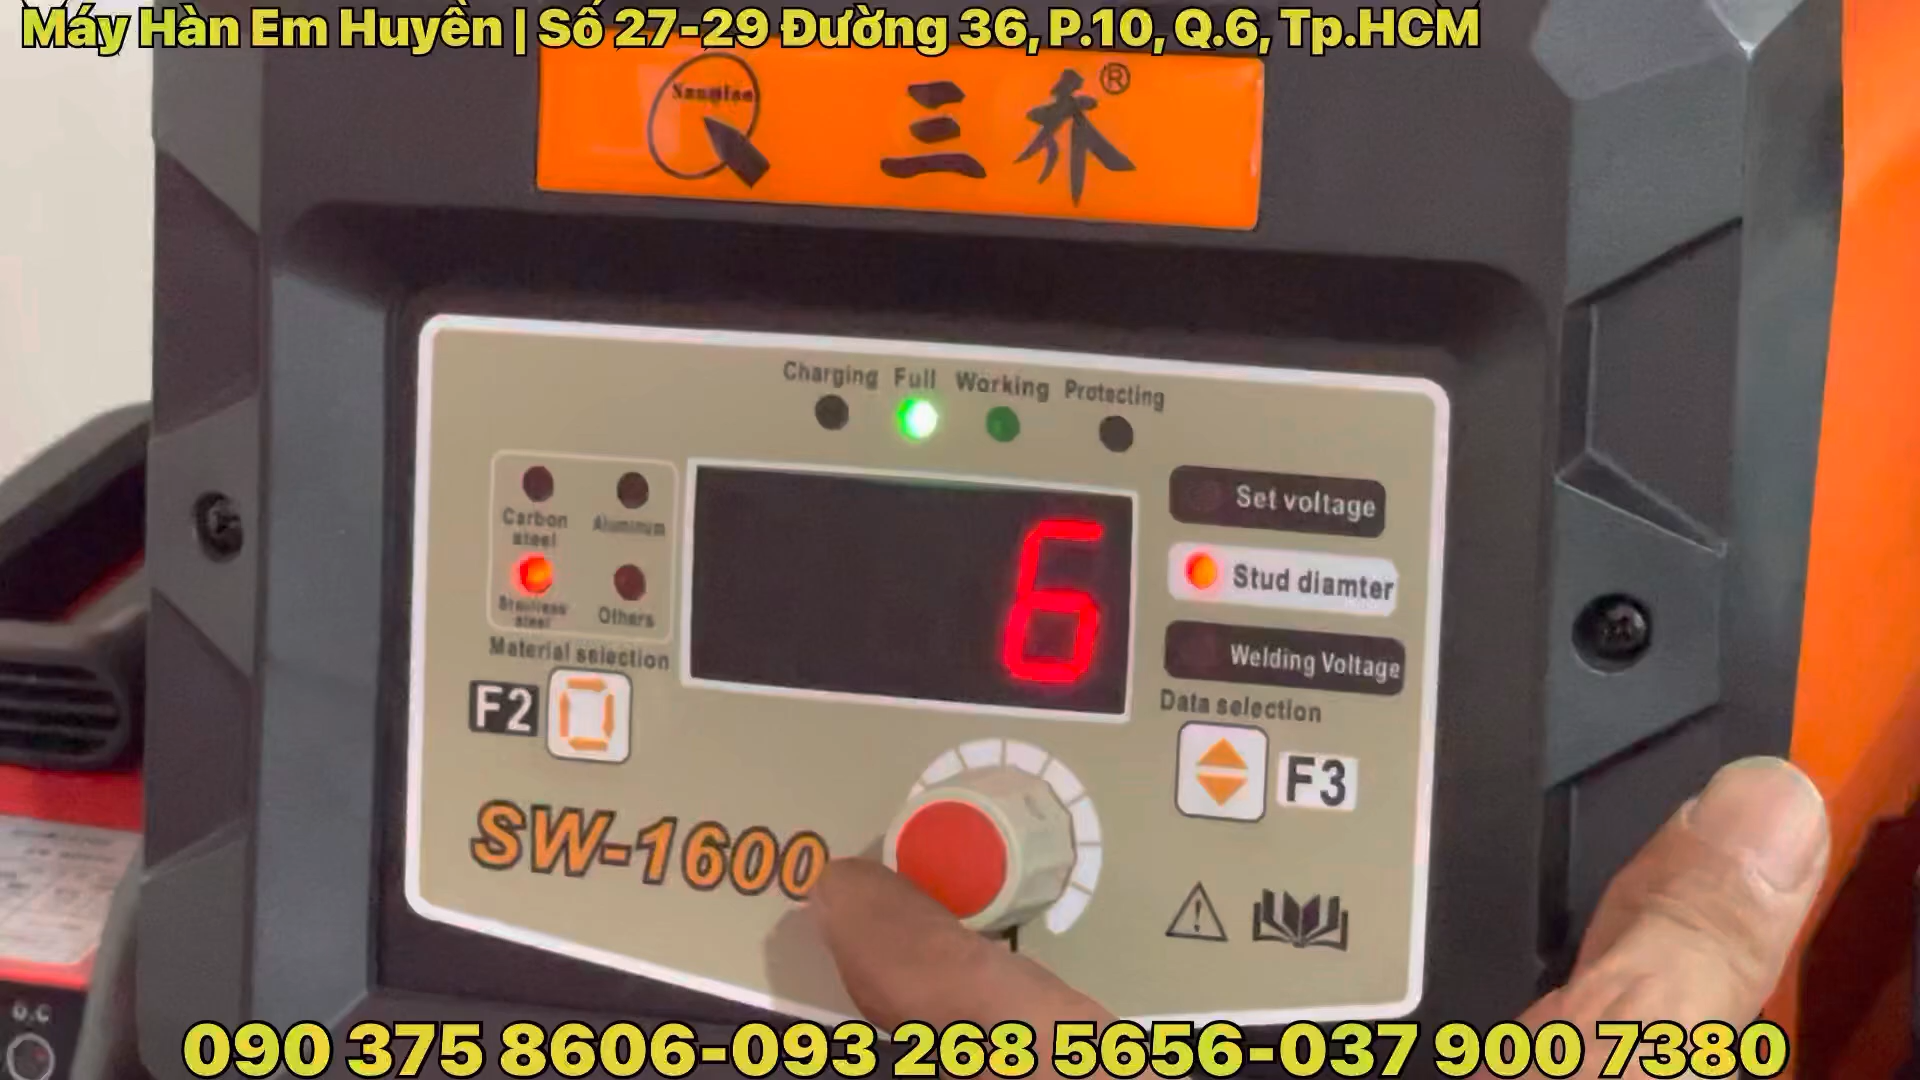 Máy Hàn Em Huyền | Số 27-29 Đường 36, P.10, Q.6, Tp.HCM
Sanqiao 三乔®
Charging Full Working Protecting
Carbon steel
Aluminum
Stainless steel
Others
Material selection
F2
6
Set voltage
Stud diamter
Welding Voltage
Data selection
F3
SW-1600
090 375 8606-093 268 5656-037 900 7380